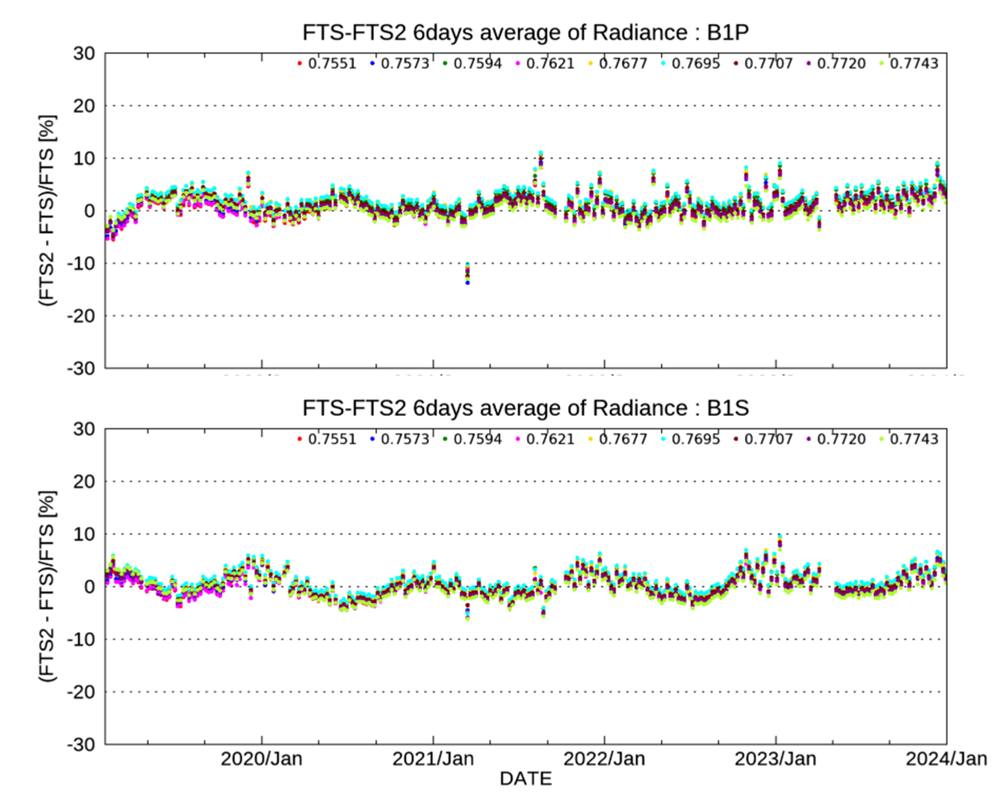 FTS-FTS2 6days average of Radiance : B1P
30
0.7551 0.7573 0.7594 0.7621 0.7677 0.7695 0.7707 0.7720 0.7743
20
10
0
-10
-20
-30
(FTS2 - FTS)/FTS [%]
FTS-FTS2 6days average of Radiance : B1S
30
0.7551 0.7573 0.7594 0.7621 0.7677 0.7695 0.7707 0.7720 0.7743
20
10
0
-10
-20
-30
(FTS2 - FTS)/FTS [%]
2020/Jan 2021/Jan 2022/Jan 2023/Jan 2024/Jan
DATE